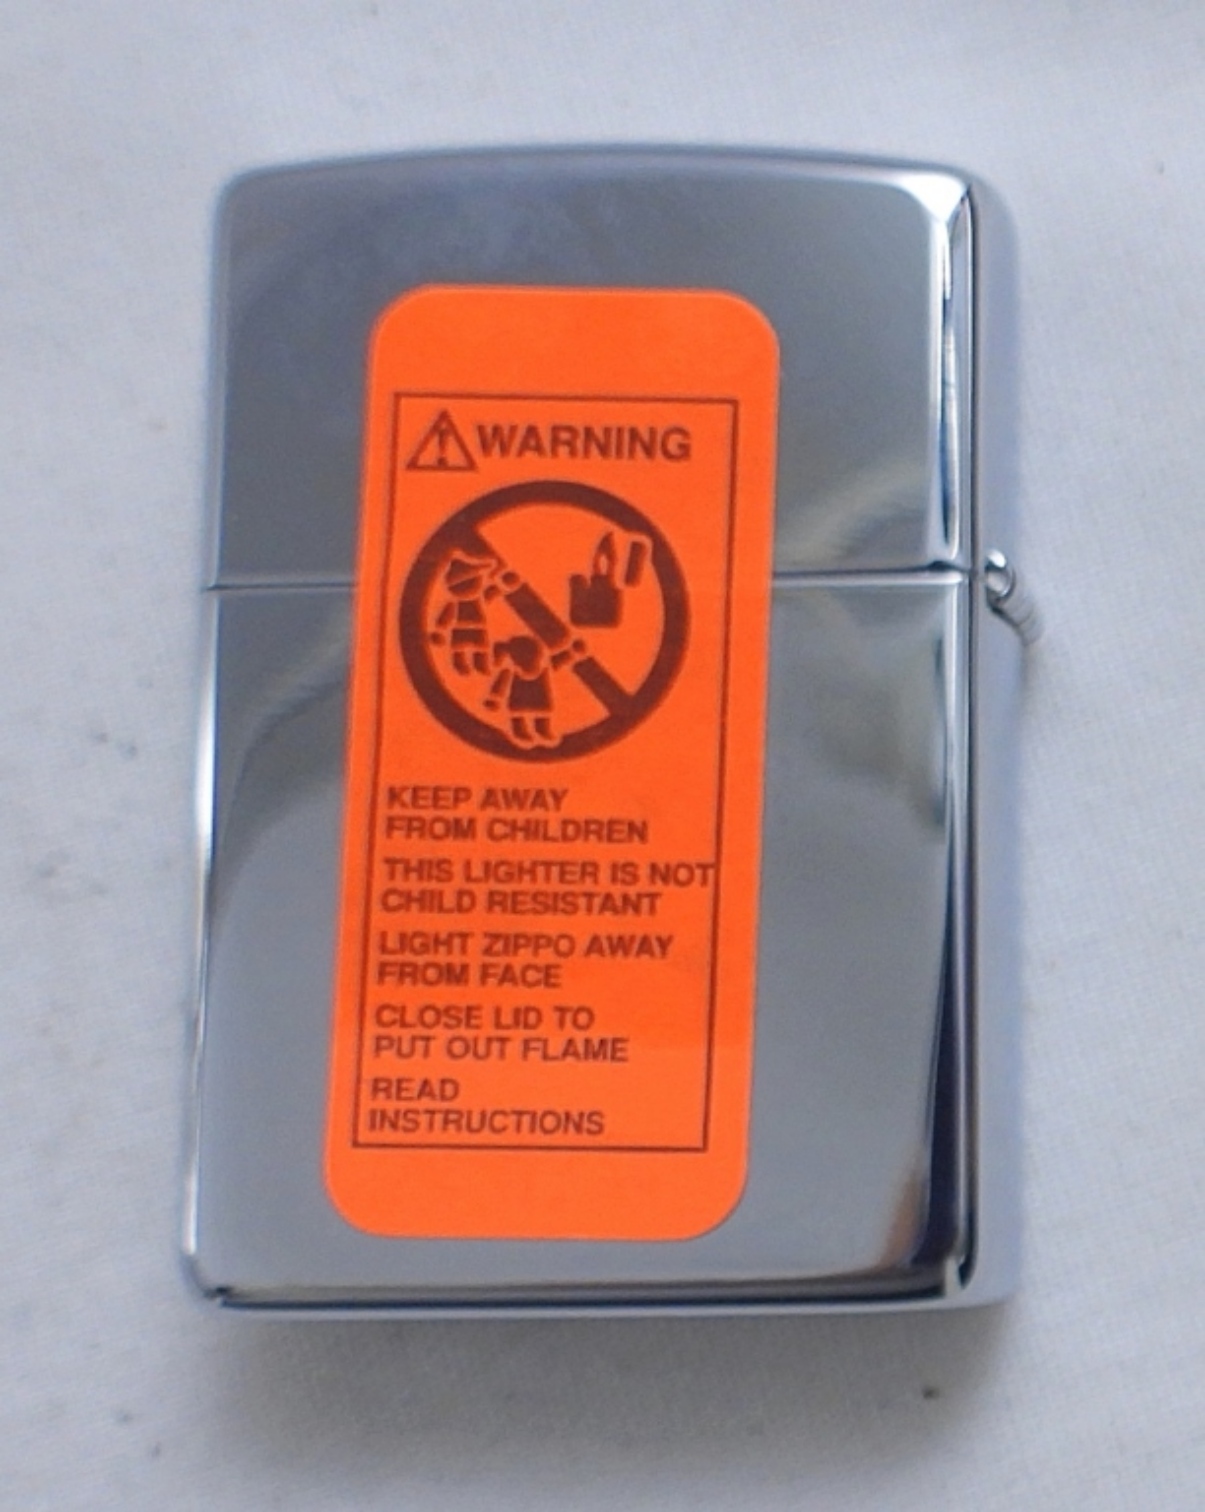 WARNING
KEEP AWAY
FROM CHILDREN
THIS LIGHTER IS NOT
CHILD RESISTANT
LIGHT ZIPPO AWAY
FROM FACE
CLOSE LID TO
PUT OUT FLAME
READ
INSTRUCTIONS